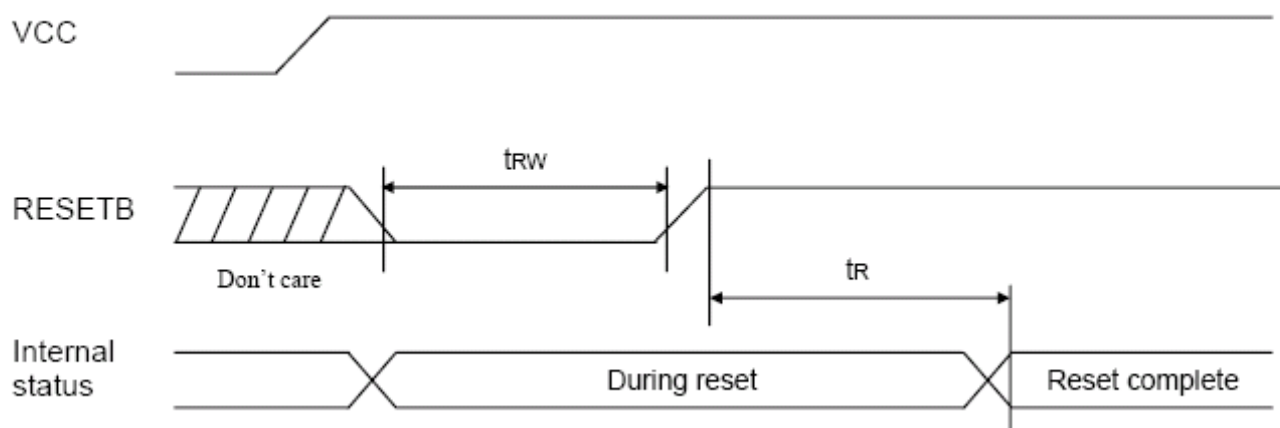 VCC
tRW
RESETB
Don't care
tR
Internal
status
During reset
Reset complete